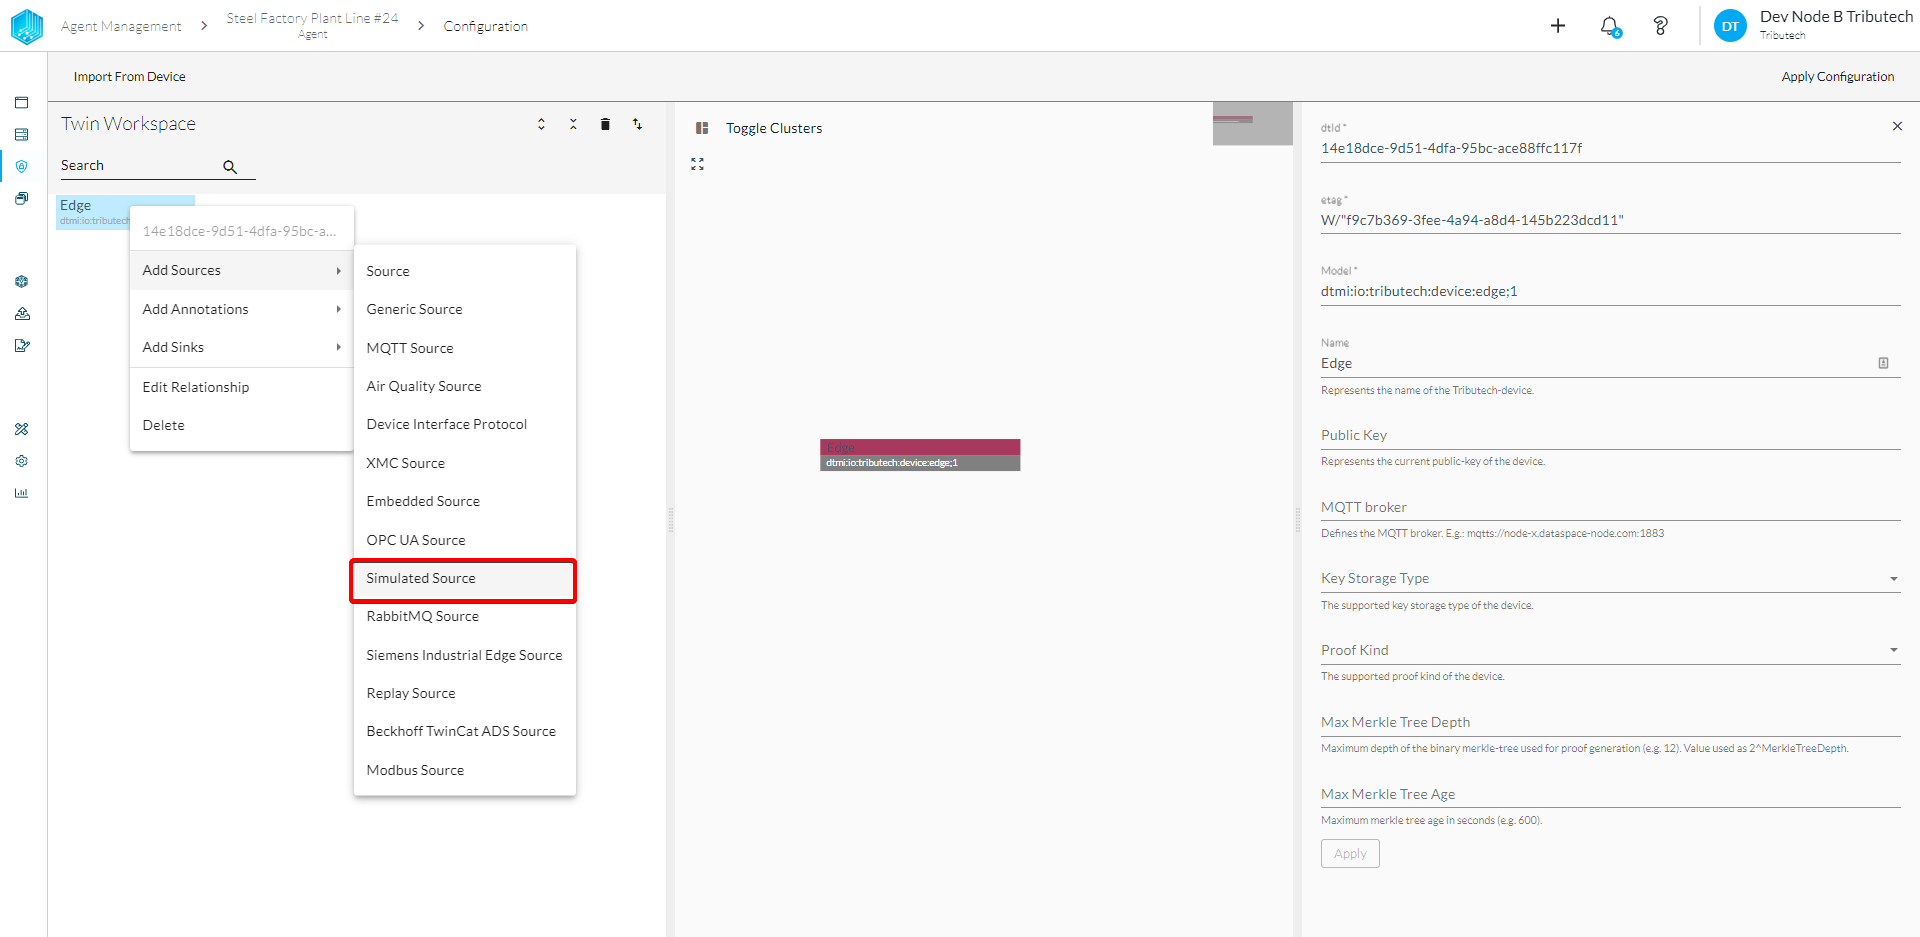 Agent Management
Steel Factory Plant Line #24
Agent
Configuration
6
DT
Dev Node B Tributech
Tributech
Import From Device
Apply Configuration
Twin Workspace
Search
Edge
dtmi:io:tributech
14e18dce-9d51-4dfa-95bc-a...
Add Sources
Add Annotations
Add Sinks
Edit Relationship
Delete
Source
Generic Source
MQTT Source
Air Quality Source
Device Interface Protocol
XMC Source
Embedded Source
OPC UA Source
Simulated Source
RabbitMQ Source
Siemens Industrial Edge Source
Replay Source
Beckhoff TwinCat ADS Source
Modbus Source
Toggle Clusters
Edge
dtmi:io:tributech:device:edge;1
dtId *
14e18dce-9d51-4dfa-95bc-ace88ffc117f
etag *
W/"f9c7b369-3fee-4a94-a8d4-145b223dcd11"
Model *
dtmi:io:tributech:device:edge;1
Name
Edge
Represents the name of the Tributech-device.
Public Key
Represents the current public-key of the device.
MQTT broker
Defines the MQTT broker. E.g.: mqtts://node-x.dataspace-node.com:1883
Key Storage Type
The supported key storage type of the device.
Proof Kind
The supported proof kind of the device.
Max Merkle Tree Depth
Maximum depth of the binary merkle-tree used for proof generation (e.g. 12). Value used as 2^MerkleTreeDepth.
Max Merkle Tree Age
Maximum merkle tree age in seconds (e.g. 600).
Apply